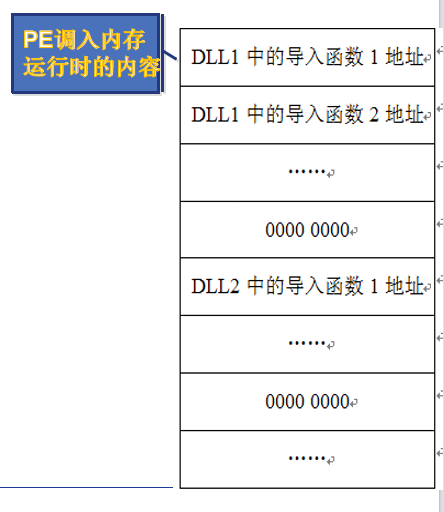 PE调入内存
运行时的内容
DLL1 中的导入函数 1 地址
DLL1 中的导入函数 2 地址
……
0000 0000
DLL2 中的导入函数 1 地址
……
0000 0000
……